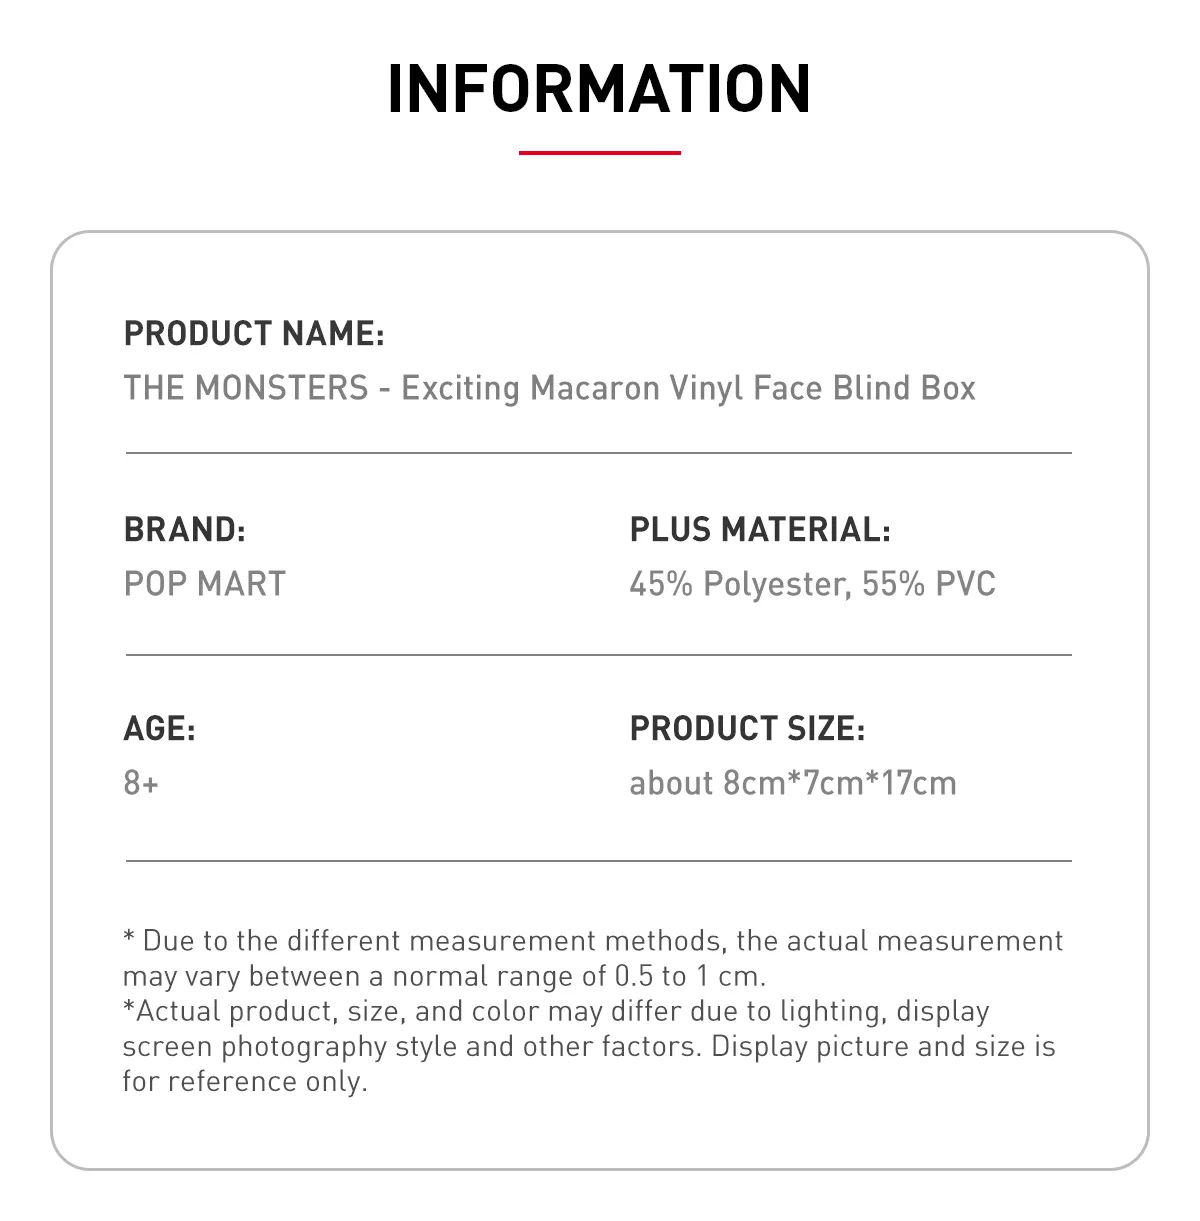 INFORMATION
PRODUCT NAME:
THE MONSTERS - Exciting Macaron Vinyl Face Blind Box
BRAND:
POP MART
PLUS MATERIAL:
45% Polyester, 55% PVC
AGE:
8+
PRODUCT SIZE:
about 8cm*7cm*17cm
* Due to the different measurement methods, the actual measurement
may vary between a normal range of 0.5 to 1 cm.
*Actual product, size, and color may differ due to lighting, display
screen photography style and other factors. Display picture and size is
for reference only.